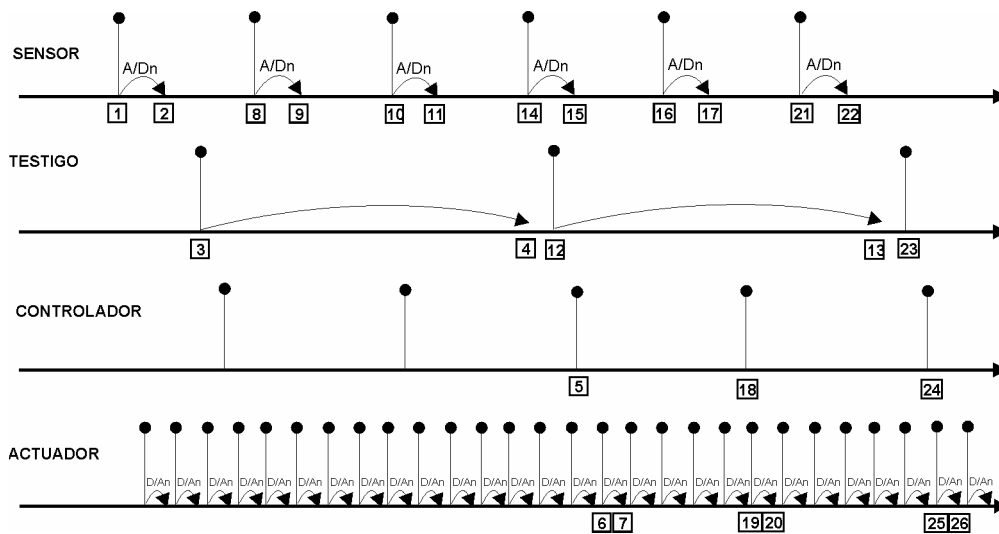 SENSOR
A/Dn A/Dn A/Dn A/Dn A/Dn A/Dn
1 2 8 9 10 11 14 15 16 17 21 22
TESTIGO
3 4 12 13 23
CONTROLADOR
5 18 24
ACTUADOR
D/An D/An D/An D/An D/An D/An D/An D/An D/An D/An D/An D/An D/An D/An D/An D/An D/An D/An D/An D/An D/An D/An D/An D/An D/An D/An D/An D/An
6 7 19 20 25 26